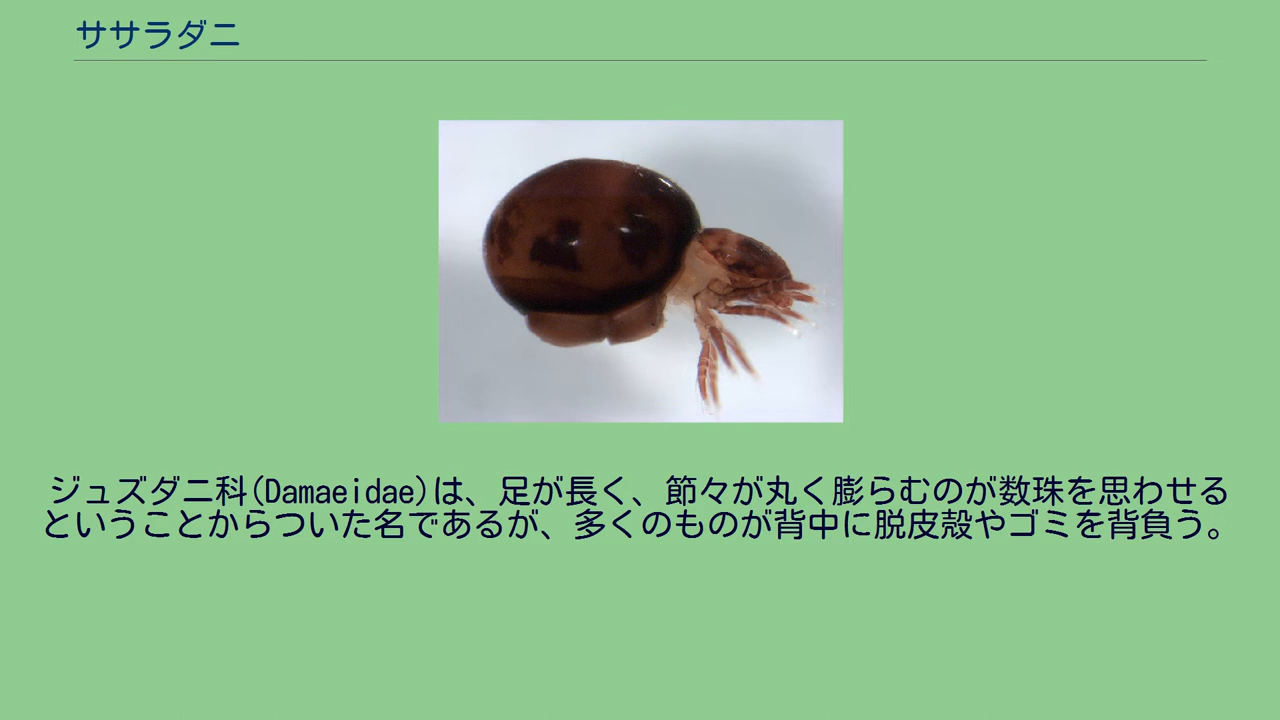 ササラダニ
ジュズダニ科(Damaeidae)は、足が長く、節々が丸く膨らむのが数珠を思わせる
ということからついた名であるが、多くのものが背中に脱皮殻やゴミを背負う。